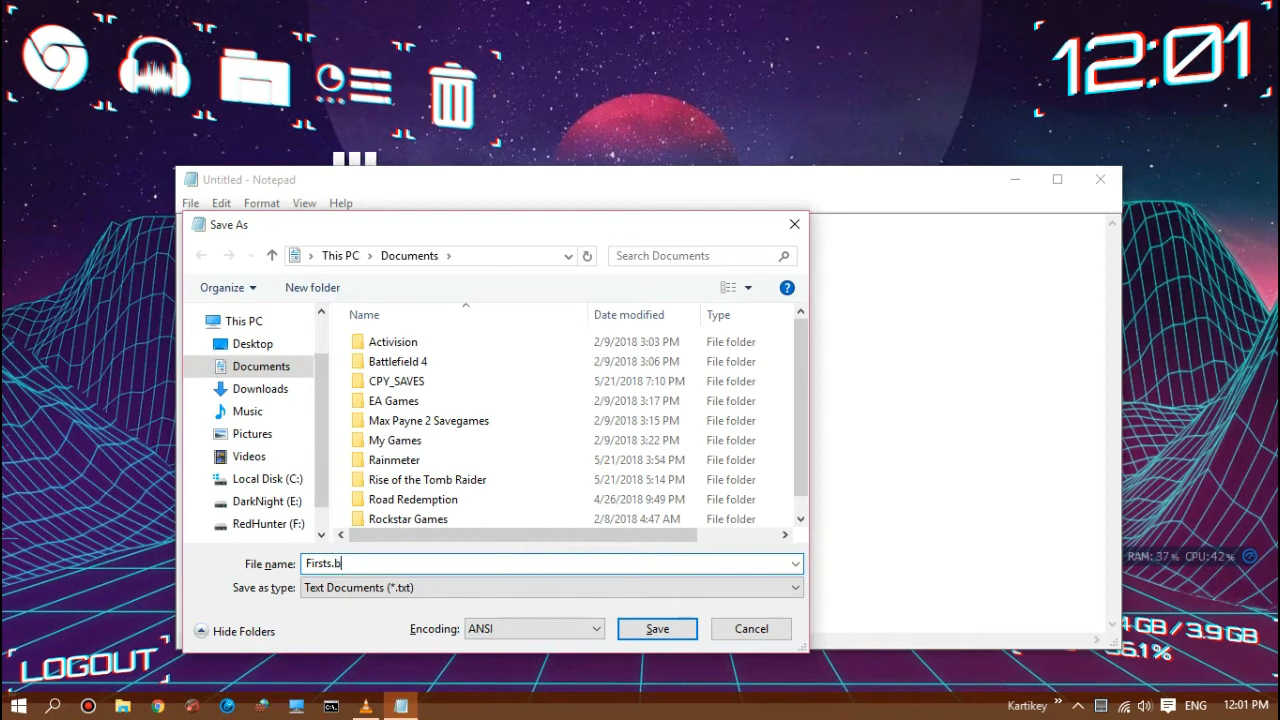 12:01
Untitled - Notepad
File Edit Format View Help
Save As
This PC > Documents >
Search Documents
Organize
New folder
Name Date modified Type
This PC
Desktop
Documents
Downloads
Music
Pictures
Videos
Local Disk (C:)
DarkNight (E:)
RedHunter (F:)
Activision 2/9/2018 3:03 PM File folder
Battlefield 4 2/9/2018 3:06 PM File folder
CPY_SAVES 5/21/2018 7:10 PM File folder
EA Games 2/9/2018 3:17 PM File folder
Max Payne 2 Savegames 2/9/2018 3:15 PM File folder
My Games 2/9/2018 3:22 PM File folder
Rainmeter 5/21/2018 3:54 PM File folder
Rise of the Tomb Raider 5/21/2018 5:14 PM File folder
Road Redemption 4/26/2018 9:49 PM File folder
Rockstar Games 2/8/2018 4:47 AM File folder
File name: Firsts.b
Save as type: Text Documents (*.txt)
Hide Folders
Encoding: ANSI
Save
Cancel
RAM: 37% CPU: 42%
4 GB / 3.9 GB
LOGOUT
Kartikey
ENG
12:01 PM